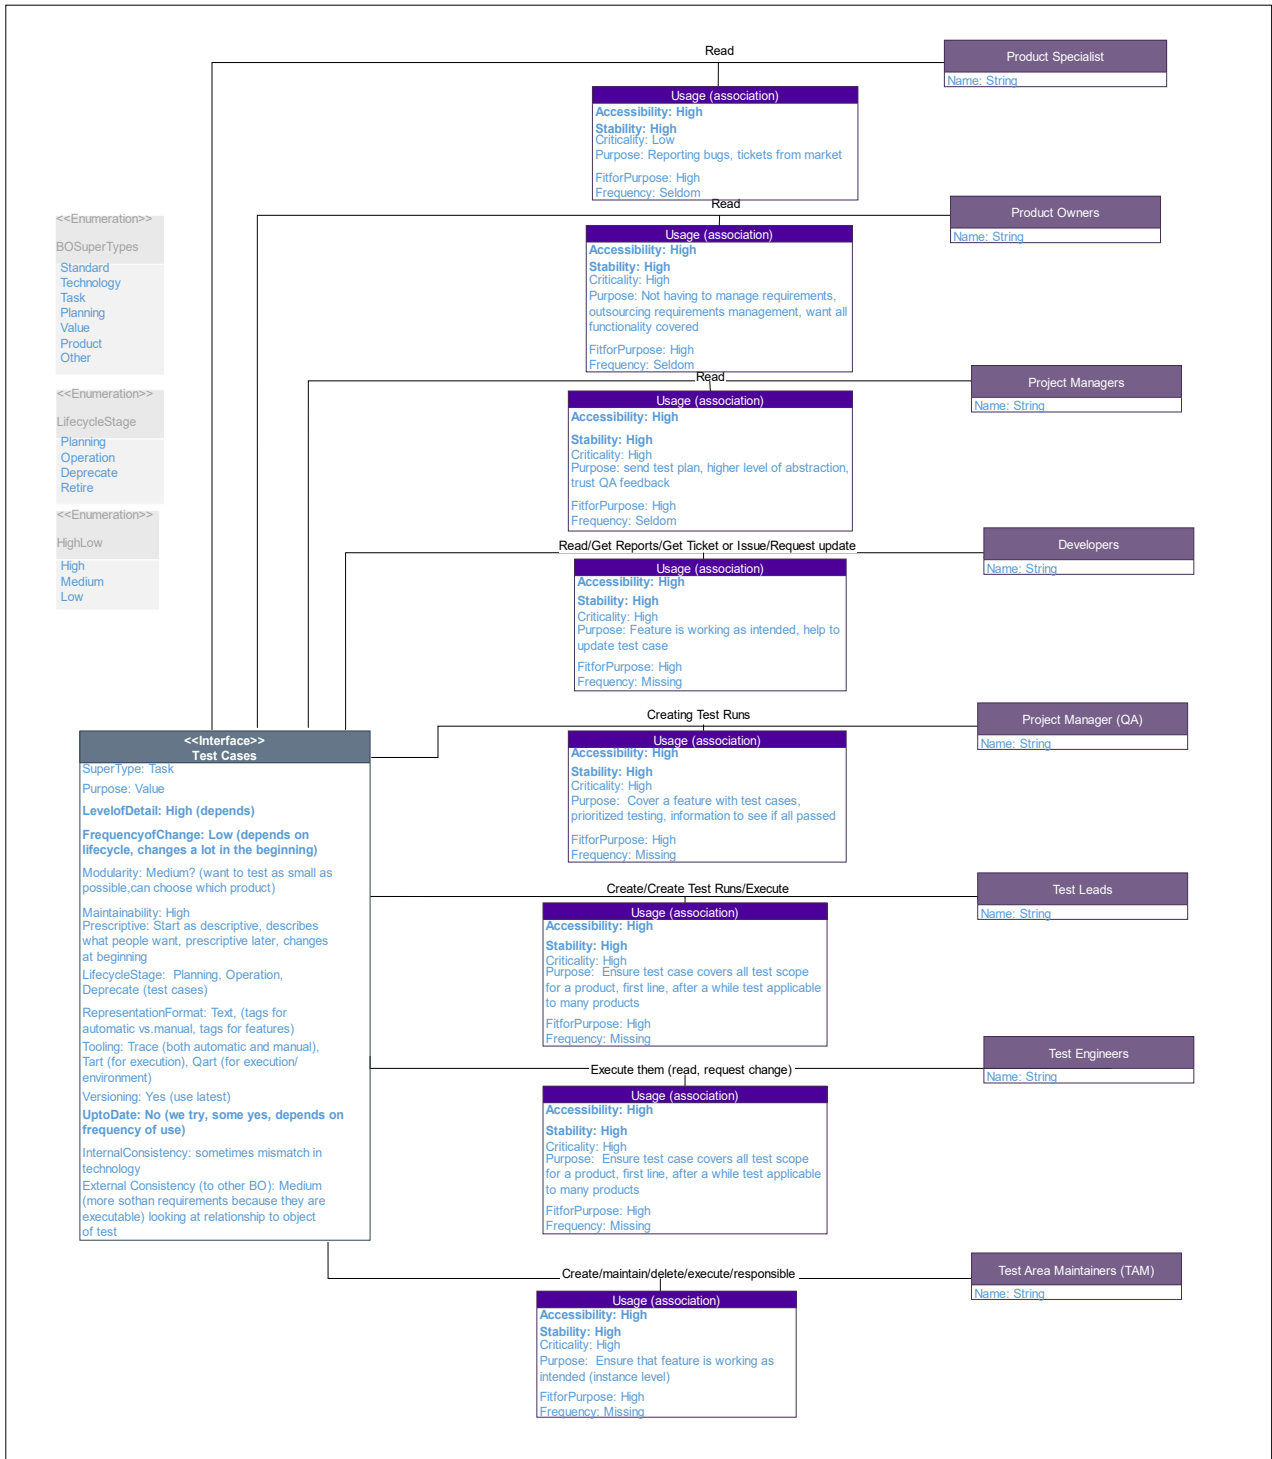 Read
Product Specialist
Name: String
Usage (association)
Accessibility: High
Stability: High
Criticality: Low
Purpose: Reporting bugs, tickets from market
FitforPurpose: High
Frequency: Seldom
Read
Product Owners
Name: String
Usage (association)
Accessibility: High
Stability: High
Criticality: High
Purpose: Not having to manage requirements,
outsourcing requirements management, want all
functionality covered
FitforPurpose: High
Frequency: Seldom
<<Enumeration>>
BOSuperTypes
Standard
Technology
Task
Planning
Value
Product
Other
Read
Project Managers
Name: String
Usage (association)
Accessibility: High
Stability: High
Criticality: High
Purpose: send test plan, higher level of abstraction,
trust QA feedback
FitforPurpose: High
Frequency: Seldom
<<Enumeration>>
LifecycleStage
Planning
Operation
Deprecate
Retire
<<Enumeration>>
HighLow
High
Medium
Low
Read/Get Reports/Get Ticket or Issue/Request update
Developers
Name: String
Usage (association)
Accessibility: High
Stability: High
Criticality: High
Purpose: Feature is working as intended, help to
update test case
FitforPurpose: High
Frequency: Missing
Creating Test Runs
Project Manager (QA)
Name: String
Usage (association)
Accessibility: High
Stability: High
Criticality: High
Purpose:  Cover a feature with test cases,
prioritized testing, information to see if all passed
FitforPurpose: High
Frequency: Missing
<<Interface>>
Test Cases
SuperType: Task
Purpose: Value
LevelofDetail: High (depends)
FrequencyofChange: Low (depends on
lifecycle, changes a lot in the beginning)
Modularity: Medium? (want to test as small as
possible,can choose which product)
Maintainability: High
Prescriptive: Start as descriptive, describes
what people want, prescriptive later, changes
at beginning
LifecycleStage:  Planning, Operation,
Deprecate (test cases)
RepresentationFormat: Text, (tags for
automatic vs.manual, tags for features)
Tooling: Trace (both automatic and manual),
Tart (for execution), Qart (for execution/
environment)
Versioning: Yes (use latest)
UptoDate: No (we try, some yes, depends on
frequency of use)
InternalConsistency: sometimes mismatch in
technology
External Consistency (to other BO): Medium
(more sothan requirements because they are
executable) looking at relationship to object
of test
Create/Create Test Runs/Execute
Test Leads
Name: String
Usage (association)
Accessibility: High
Stability: High
Criticality: High
Purpose:  Ensure test case covers all test scope
for a product, first line, after a while test applicable
to many products
FitforPurpose: High
Frequency: Missing
Execute them (read, request change)
Test Engineers
Name: String
Usage (association)
Accessibility: High
Stability: High
Criticality: High
Purpose:  Ensure test case covers all test scope
for a product, first line, after a while test applicable
to many products
FitforPurpose: High
Frequency: Missing
Create/maintain/delete/execute/responsible
Test Area Maintainers (TAM)
Name: String
Usage (association)
Accessibility: High
Stability: High
Criticality: High
Purpose:  Ensure that feature is working as
intended (instance level)
FitforPurpose: High
Frequency: Missing